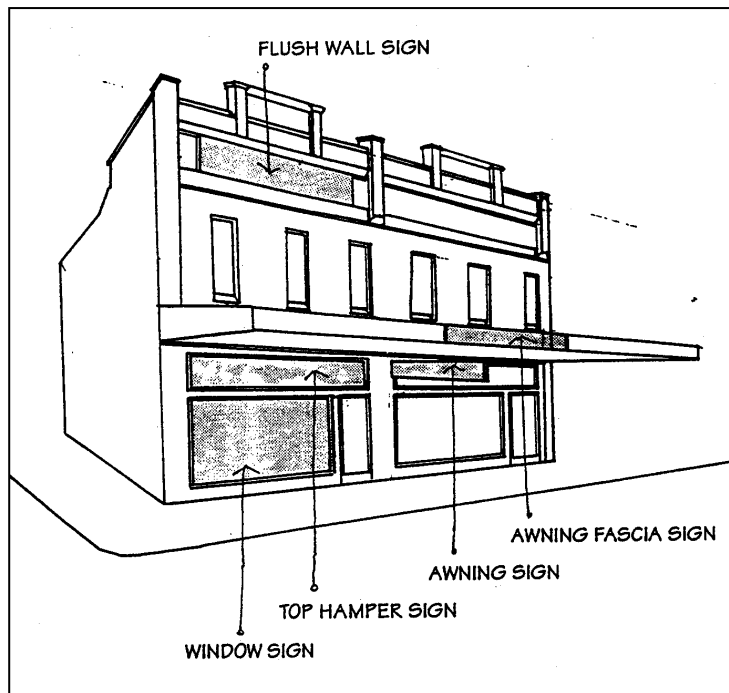 FLUSH WALL SIGN
AWNING FASCIA SIGN
AWNING SIGN
TOP HAMPER SIGN
WINDOW SIGN